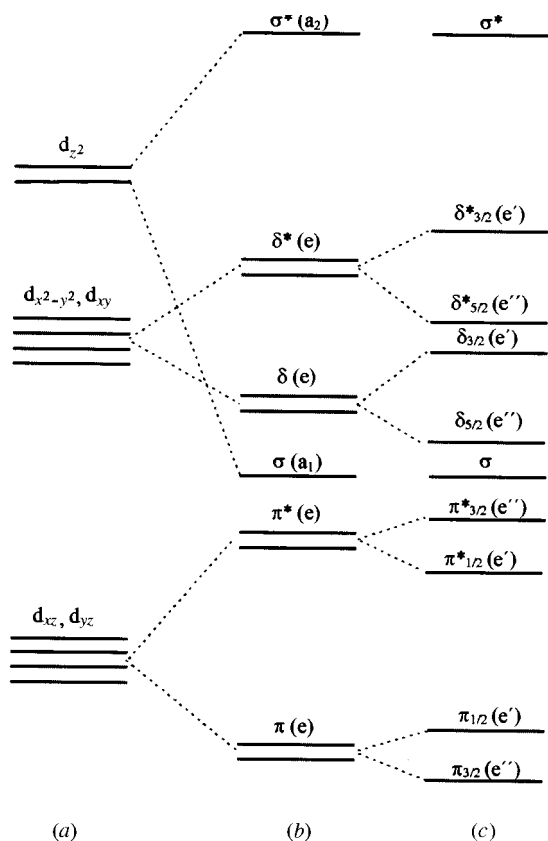 σ* (a₂)
σ*
d_z²
δ*₃/₂ (e′)
δ* (e)
d_x²₋y², d_xy
δ*₅/₂ (e′′)
δ₃/₂ (e′)
δ (e)
δ₅/₂ (e′′)
σ (a₁)
σ
π* (e)
π*₃/₂ (e′′)
π*₁/₂ (e′)
d_xz, d_yz
π (e)
π₁/₂ (e′)
π₃/₂ (e′′)
(a) (b) (c)